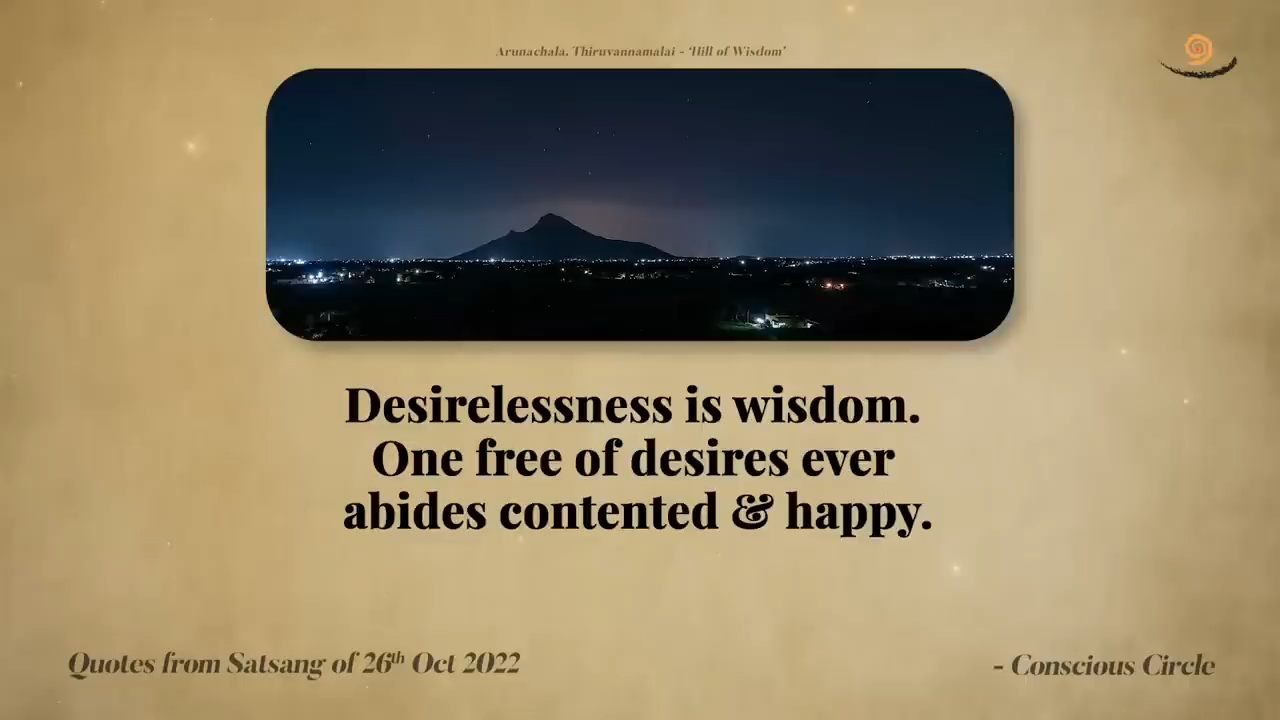 Arunachala, Thiruvannamalai - 'Hill of Wisdom'
Desirelessness is wisdom.
One free of desires ever
abides contented & happy.
Quotes from Satsang of 26th Oct 2022
- Conscious Circle